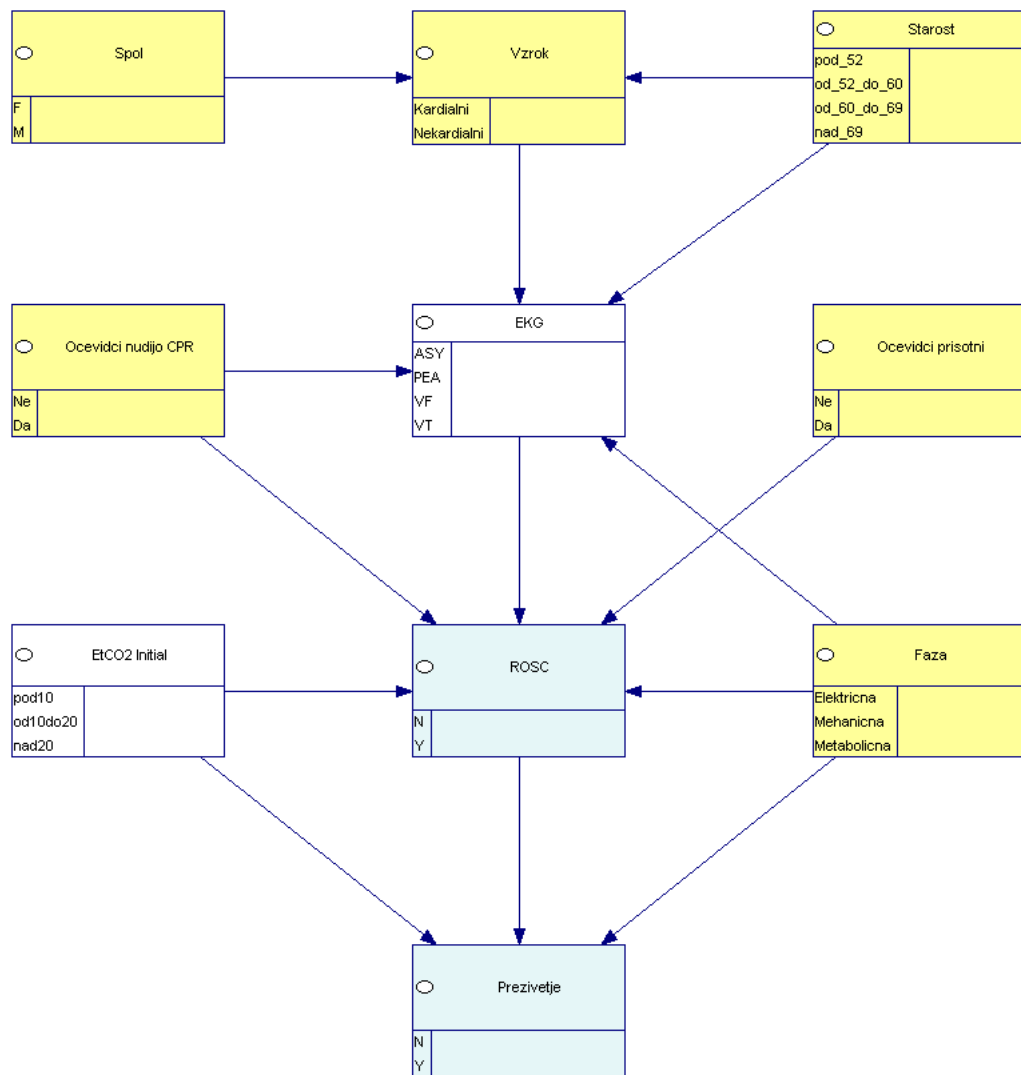 Spol
F
M
Vzrok
Kardialni
Nekardialni
Starost
pod_52
od_52_do_60
od_60_do_69
nad_69
Ocevidci nudijo CPR
Ne
Da
EKG
ASY
PEA
VF
VT
Ocevidci prisotni
Ne
Da
EtCO2 Initial
pod10
od10do20
nad20
ROSC
N
Y
Faza
Elektricna
Mehanicna
Metabolicna
Prezivetje
N
Y